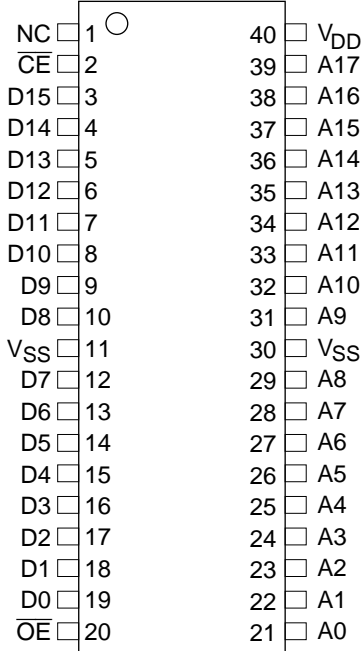 NC 1 40 VDD
CE 2 39 A17
D15 3 38 A16
D14 4 37 A15
D13 5 36 A14
D12 6 35 A13
D11 7 34 A12
D10 8 33 A11
D9 9 32 A10
D8 10 31 A9
VSS 11 30 VSS
D7 12 29 A8
D6 13 28 A7
D5 14 27 A6
D4 15 26 A5
D3 16 25 A4
D2 17 24 A3
D1 18 23 A2
D0 19 22 A1
OE 20 21 A0